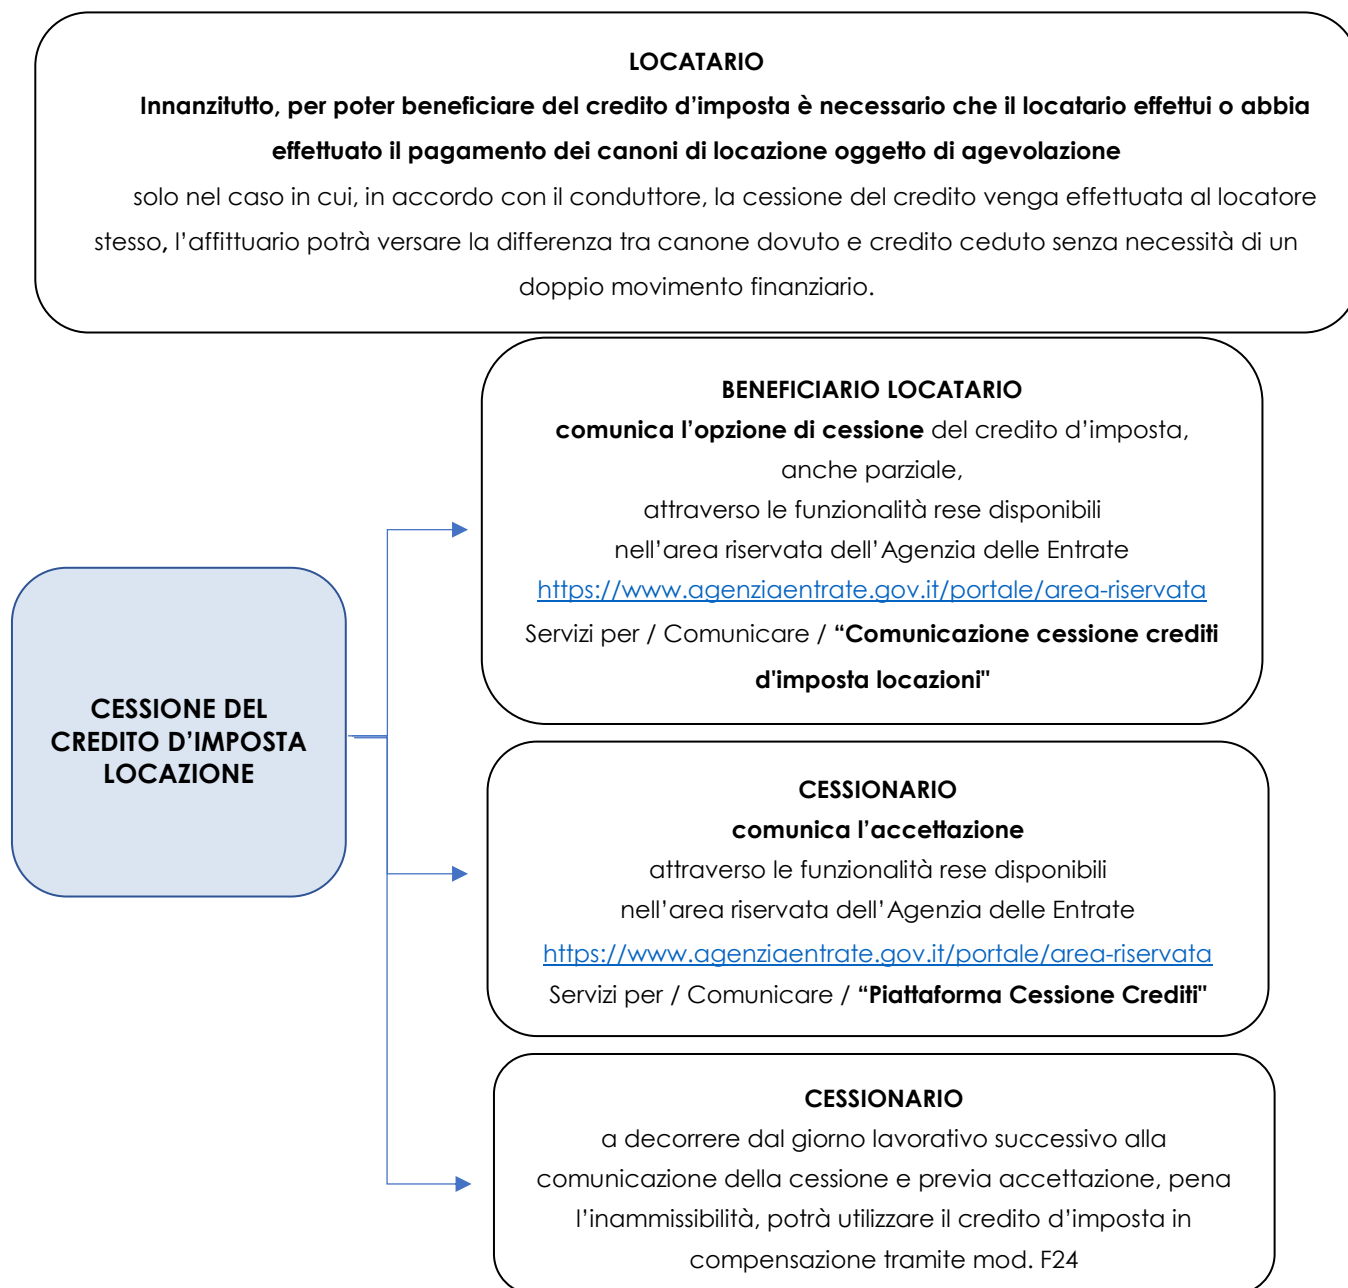 LOCATARIO
Innanzitutto, per poter beneficiare del credito d’imposta è necessario che il locatario effettui o abbia
effettuato il pagamento dei canoni di locazione oggetto di agevolazione
solo nel caso in cui, in accordo con il conduttore, la cessione del credito venga effettuata al locatore
stesso, l’affittuario potrà versare la differenza tra canone dovuto e credito ceduto senza necessità di un
doppio movimento finanziario.
BENEFICIARIO LOCATARIO
comunica l’opzione di cessione del credito d’imposta,
anche parziale,
attraverso le funzionalità rese disponibili
nell’area riservata dell’Agenzia delle Entrate
https://www.agenziaentrate.gov.it/portale/area-riservata
Servizi per / Comunicare / “Comunicazione cessione crediti
d'imposta locazioni"
CESSIONE DEL
CREDITO D’IMPOSTA
LOCAZIONE
CESSIONARIO
comunica l’accettazione
attraverso le funzionalità rese disponibili
nell’area riservata dell’Agenzia delle Entrate
https://www.agenziaentrate.gov.it/portale/area-riservata
Servizi per / Comunicare / “Piattaforma Cessione Crediti"
CESSIONARIO
a decorrere dal giorno lavorativo successivo alla
comunicazione della cessione e previa accettazione, pena
l’inammissibilità, potrà utilizzare il credito d’imposta in
compensazione tramite mod. F24